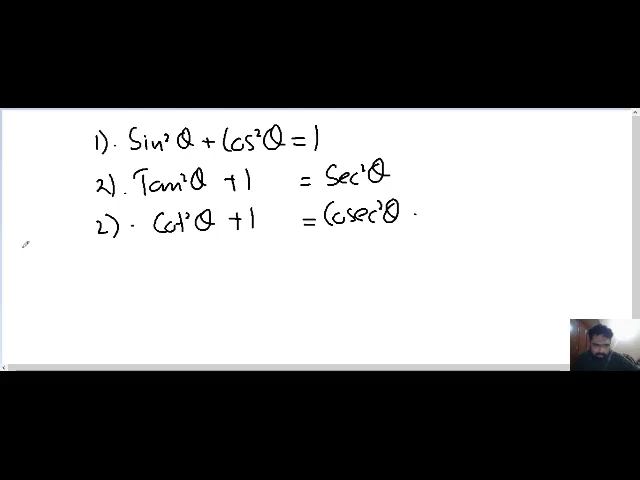 1). Sin²θ + Cos²θ = 1
2). Tan²θ + 1 = Sec²θ
2). Cot²θ + 1 = Cosec²θ.